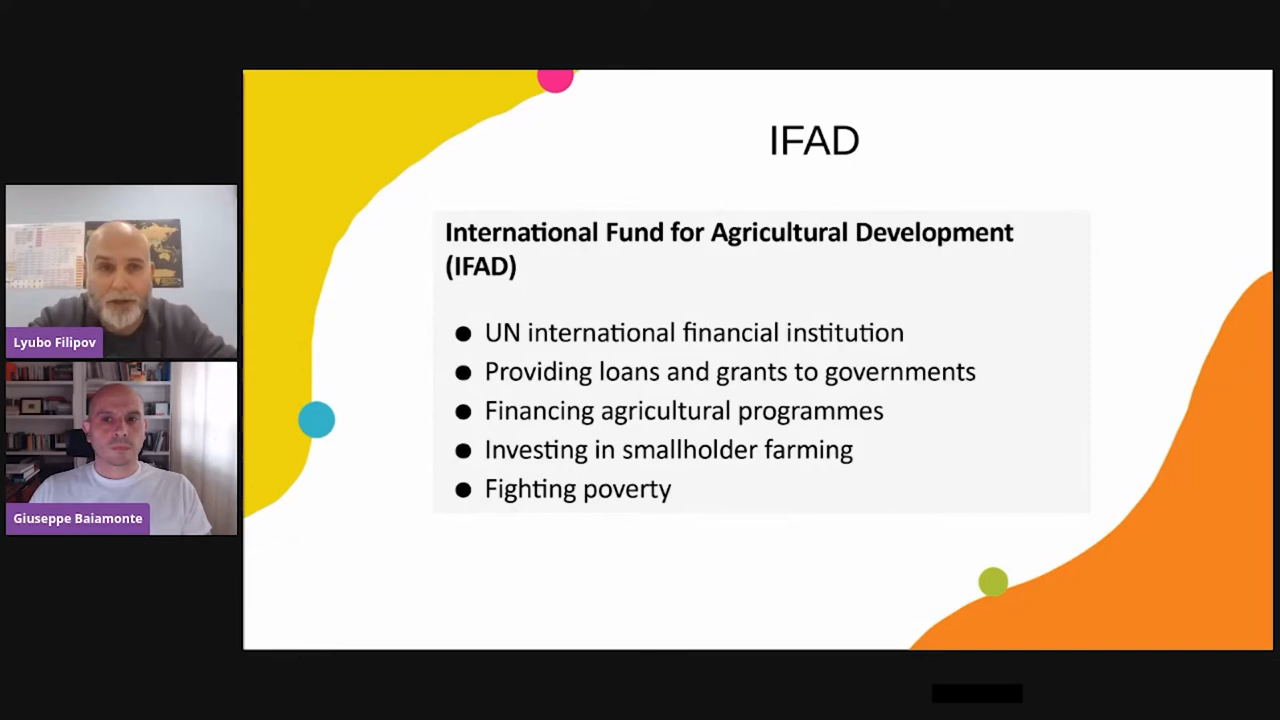 IFAD
International Fund for Agricultural Development
(IFAD)
● UN international financial institution
● Providing loans and grants to governments
● Financing agricultural programmes
● Investing in smallholder farming
● Fighting poverty
Lyubo Filipov
Giuseppe Baiamonte